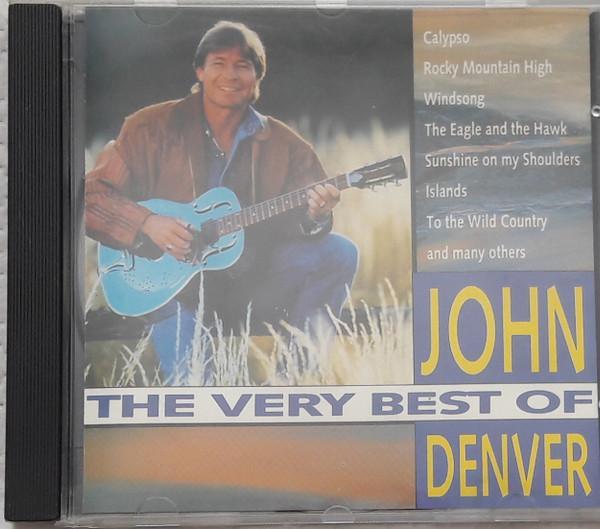 Calypso
Rocky Mountain High
Windsong
The Eagle and the Hawk
Sunshine on my Shoulders
Islands
To the Wild Country
and many others
JOHN
THE VERY BEST OF
DENVER